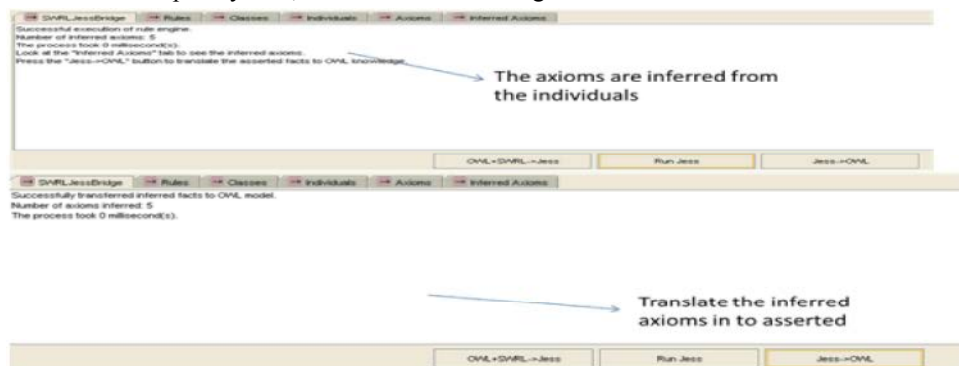 SWRLJessBridge Rules Classes Individuals Axioms Inferred Axioms
Successful execution of rule engine.
Number of inferred axioms: 5
The process took 0 millisecond(s).
Look at the "Inferred Axioms" tab to see the inferred axioms.
Press the "Jess->OWL" button to translate the asserted facts to OWL knowledge.
The axioms are inferred from
the individuals
OWL+SWRL->Jess Run Jess Jess->OWL
SWRLJessBridge Rules Classes Individuals Axioms Inferred Axioms
Successfully transferred inferred facts to OWL model.
Number of axioms inferred: 5
The process took 0 millisecond(s).
Translate the inferred
axioms in to asserted
OWL+SWRL->Jess Run Jess Jess->OWL